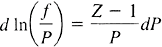 d ln(f/P) = (Z − 1)/P dP